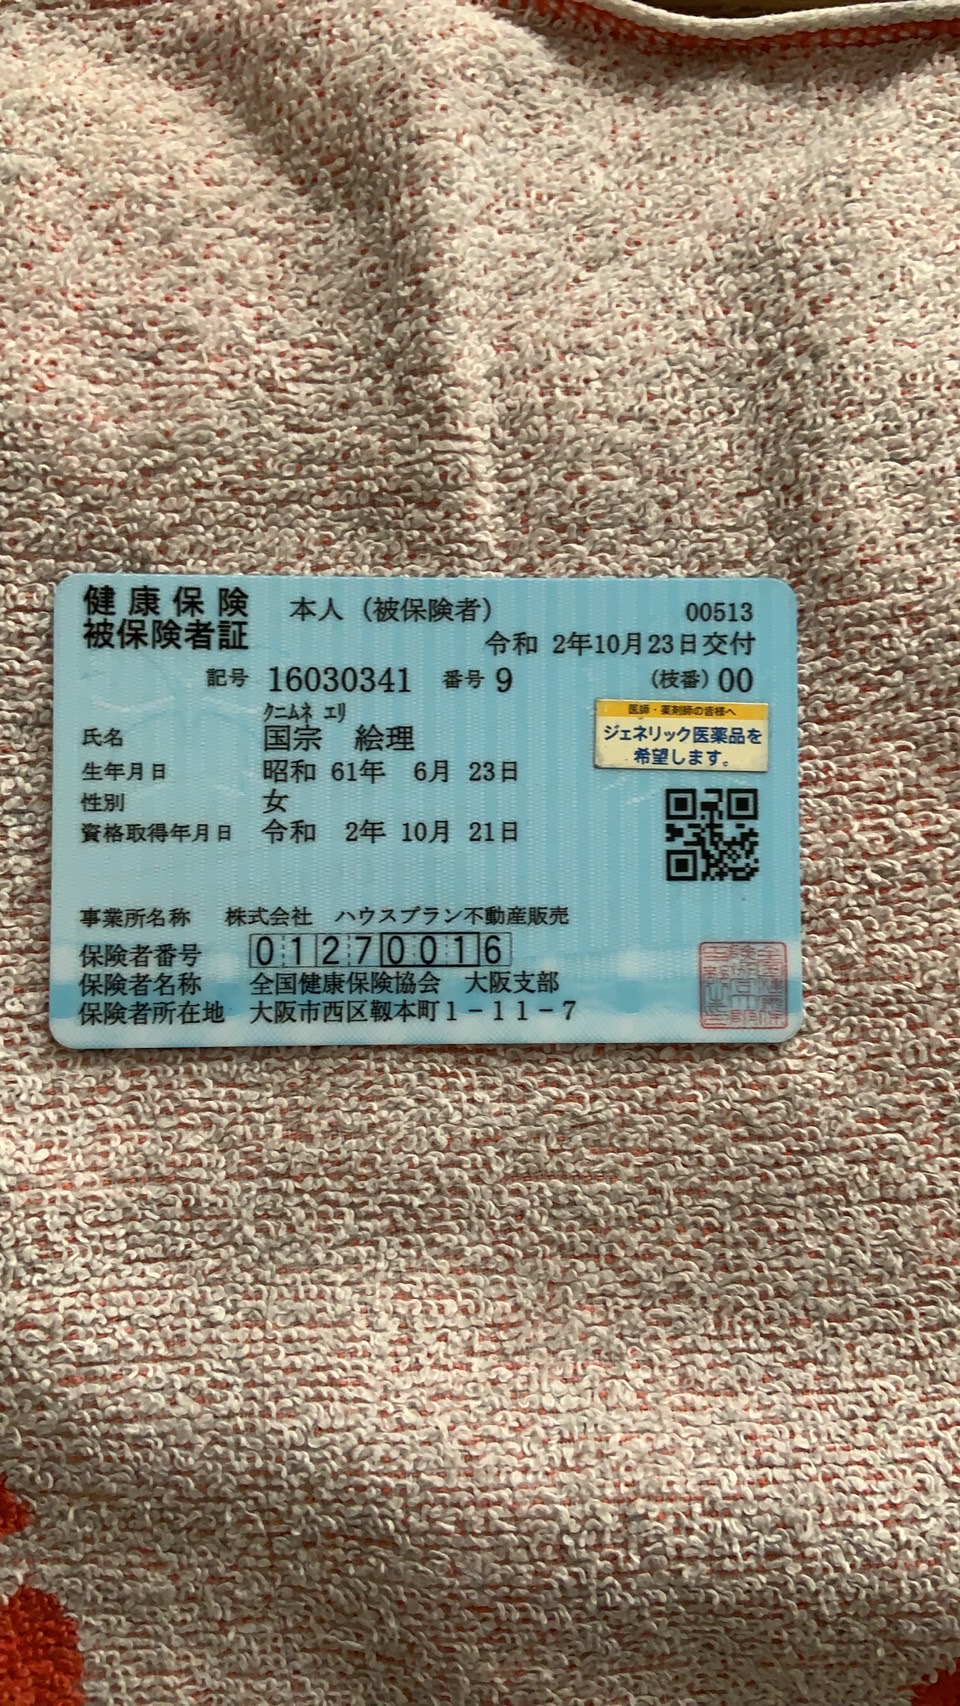 健康保険
被保険者証
本人（被保険者）
00513
令和 2年10月23日交付
記号 16030341 番号 9 (枝番) 00
ｸﾆﾑﾈ ｴﾘ
氏名 国宗 絵理
生年月日 昭和 61年 6月 23日
性別 女
資格取得年月日 令和 2年 10月 21日
医師・薬剤師の皆様へ
ジェネリック医薬品を
希望します。
事業所名称 株式会社 ハウスプラン不動産販売
保険者番号 01270016
保険者名称 全国健康保険協会 大阪支部
保険者所在地 大阪市西区靱本町1－11－7